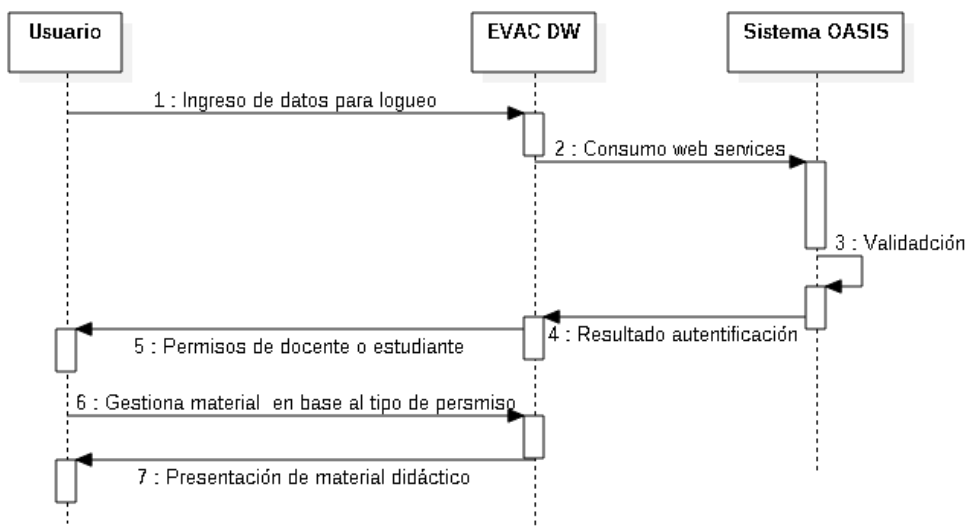 Usuario
EVAC DW
Sistema OASIS
1 : Ingreso de datos para logueo
2 : Consumo web services
3 : Validadción
4 : Resultado autentificación
5 : Permisos de docente o estudiante
6 : Gestiona material en base al tipo de persmiso
7 : Presentación de material didáctico